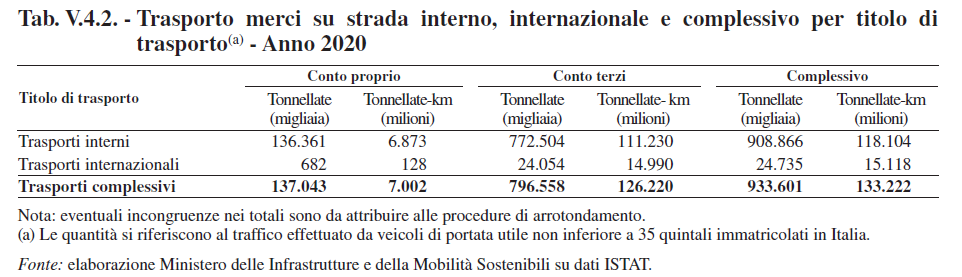 Tab. V.4.2. - Trasporto merci su strada interno, internazionale e complessivo per titolo di
trasporto(a) - Anno 2020
Conto proprio Conto terzi Complessivo
Titolo di trasporto Tonnellate Tonnellate-km Tonnellate Tonnellate- km Tonnellate Tonnellate-km
(migliaia) (milioni) (migliaia) (milioni) (migliaia) (milioni)
Trasporti interni 136.361 6.873 772.504 111.230 908.866 118.104
Trasporti internazionali 682 128 24.054 14.990 24.735 15.118
Trasporti complessivi 137.043 7.002 796.558 126.220 933.601 133.222
Nota: eventuali incongruenze nei totali sono da attribuire alle procedure di arrotondamento.
(a) Le quantità si riferiscono al traffico effettuato da veicoli di portata utile non inferiore a 35 quintali immatricolati in Italia.
Fonte: elaborazione Ministero delle Infrastrutture e della Mobilità Sostenibili su dati ISTAT.